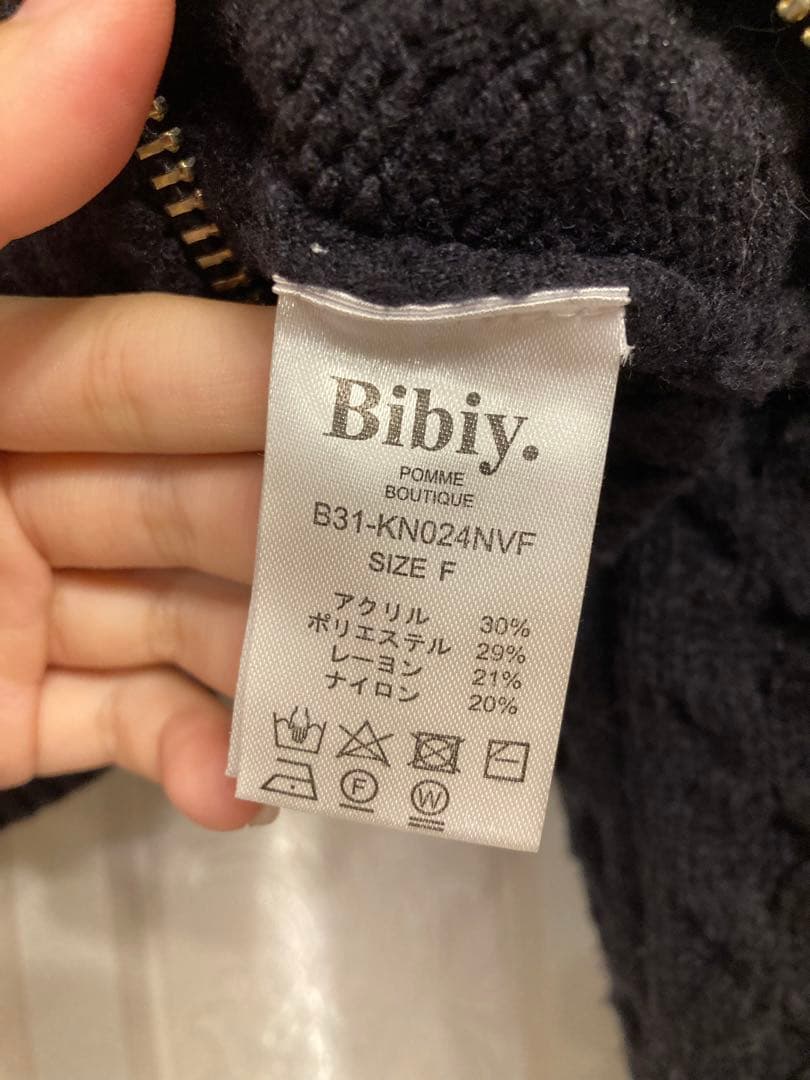 Bibiy.
POMME
BOUTIQUE
B31-KN024NVF
SIZE F
アクリル 30%
ポリエステル 29%
レーヨン 21%
ナイロン 20%
F W